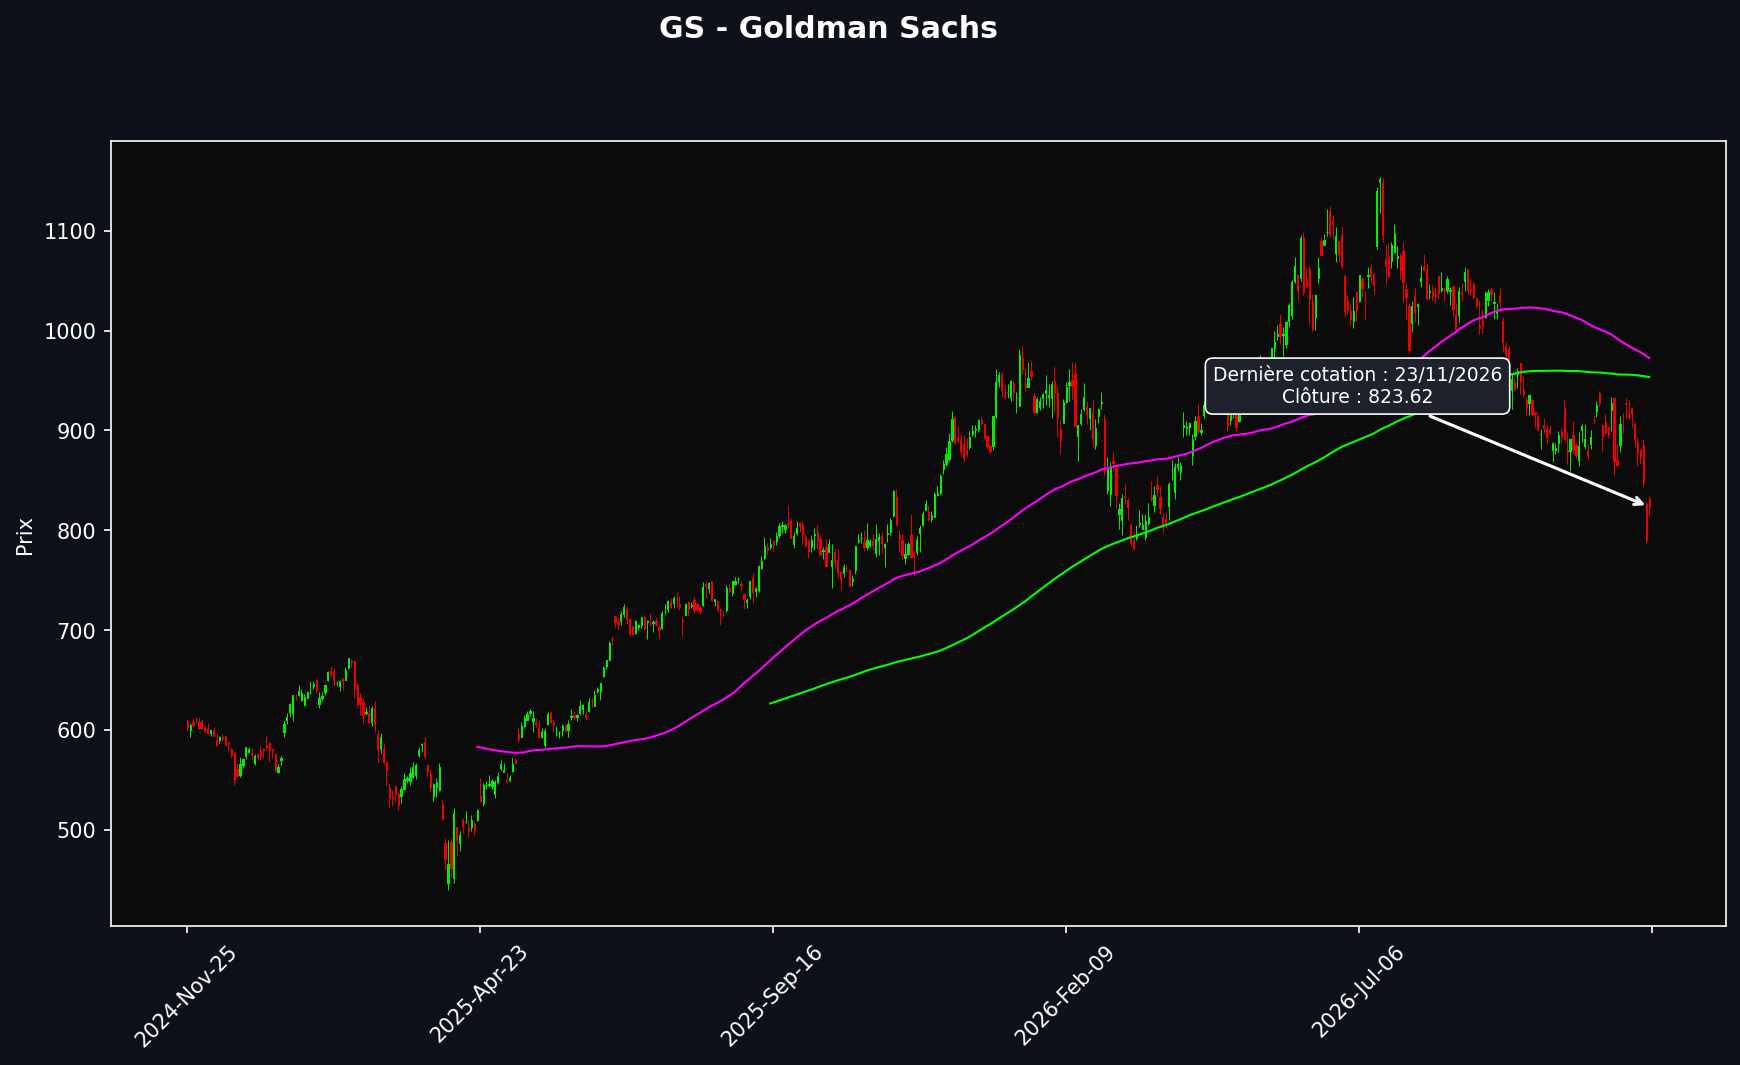 GS - Goldman Sachs
Prix
1100
1000
900
800
700
600
500
Dernière cotation : 23/11/2026
Clôture : 823.62
2024-Nov-25
2025-Apr-23
2025-Sep-16
2026-Feb-09
2026-Jul-06